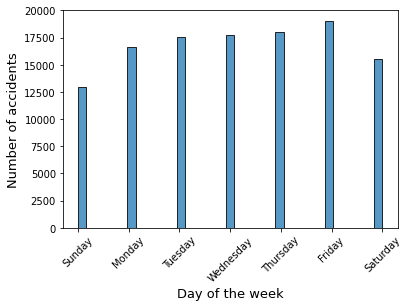 20000
17500
15000
12500
10000
7500
5000
2500
0
Number of accidents
Sunday
Monday
Tuesday
Wednesday
Thursday
Friday
Saturday
Day of the week